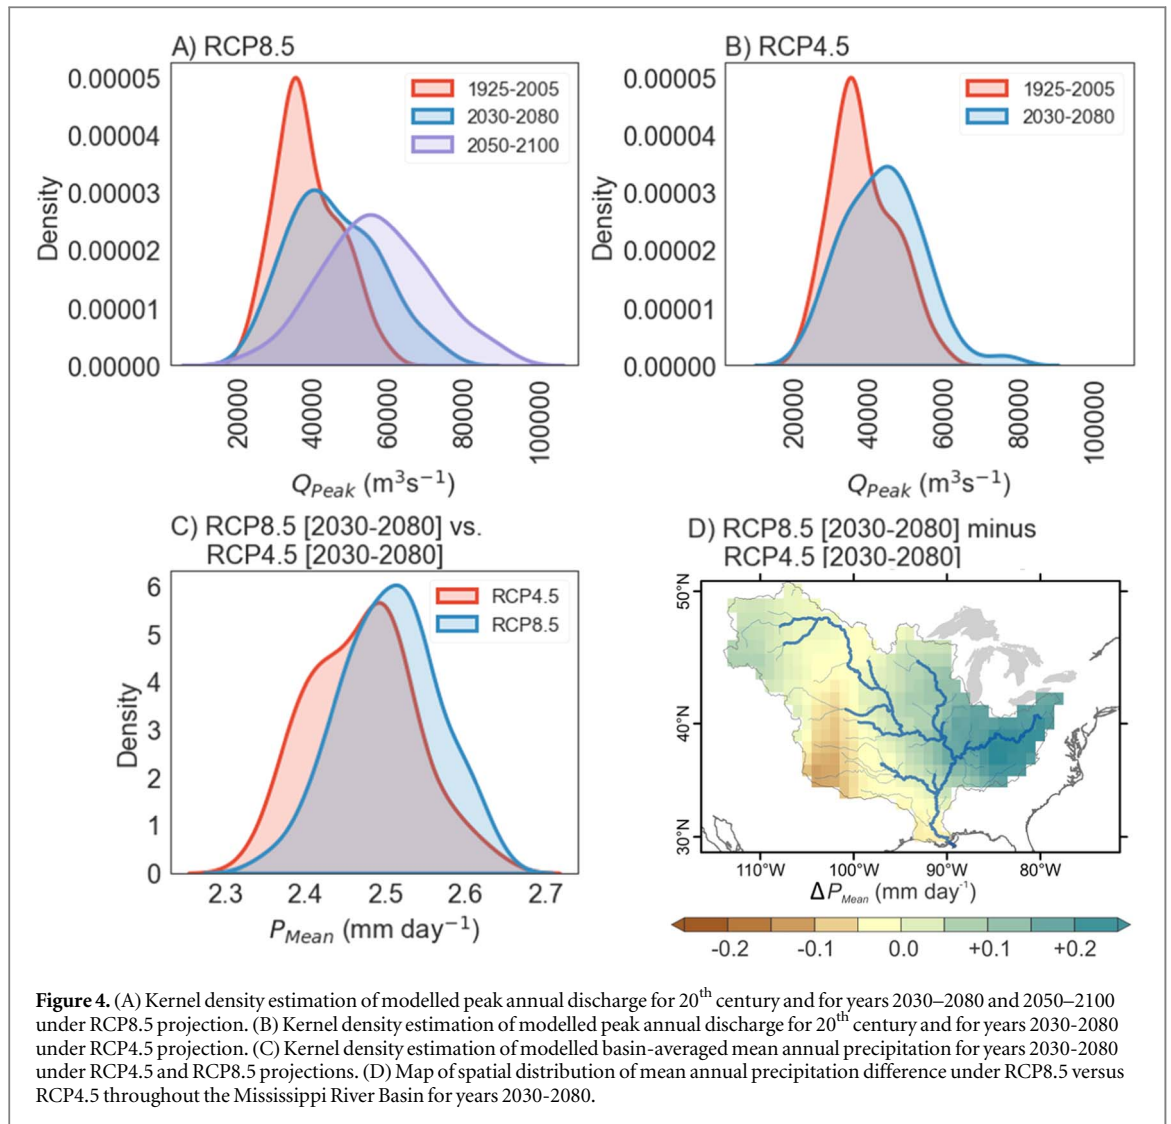 A) RCP8.5
0.00005
0.00004
0.00003
0.00002
0.00001
0.00000
Density
1925-2005
2030-2080
2050-2100
20000
40000
60000
80000
100000
Q_Peak (m³s⁻¹)
B) RCP4.5
0.00005
0.00004
0.00003
0.00002
0.00001
0.00000
Density
1925-2005
2030-2080
20000
40000
60000
80000
100000
Q_Peak (m³s⁻¹)
C) RCP8.5 [2030-2080] vs.
RCP4.5 [2030-2080]
6
5
4
3
2
1
0
Density
RCP4.5
RCP8.5
2.3
2.4
2.5
2.6
2.7
P_Mean (mm day⁻¹)
D) RCP8.5 [2030-2080] minus
RCP4.5 [2030-2080]
50°N
40°N
30°N
110°W
100°W
90°W
80°W
ΔP_Mean (mm day⁻¹)
-0.2
-0.1
0.0
+0.1
+0.2
Figure 4. (A) Kernel density estimation of modelled peak annual discharge for 20th century and for years 2030–2080 and 2050–2100
under RCP8.5 projection. (B) Kernel density estimation of modelled peak annual discharge for 20th century and for years 2030-2080
under RCP4.5 projection. (C) Kernel density estimation of modelled basin-averaged mean annual precipitation for years 2030-2080
under RCP4.5 and RCP8.5 projections. (D) Map of spatial distribution of mean annual precipitation difference under RCP8.5 versus
RCP4.5 throughout the Mississippi River Basin for years 2030-2080.